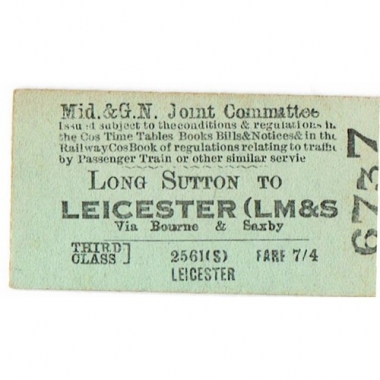 Mid.&G.N. Joint Committee
Issued subject to the conditions & regulations in
the Cos Time Tables Books Bills&Notices& in the
RailwayCosBook of regulations relating to traffic
by Passenger Train or other similar servie
LONG SUTTON TO
LEICESTER (LM&S
Via Bourne & Saxby
THIRD CLASS] 2561(S) FARE 7/4
LEICESTER
6737